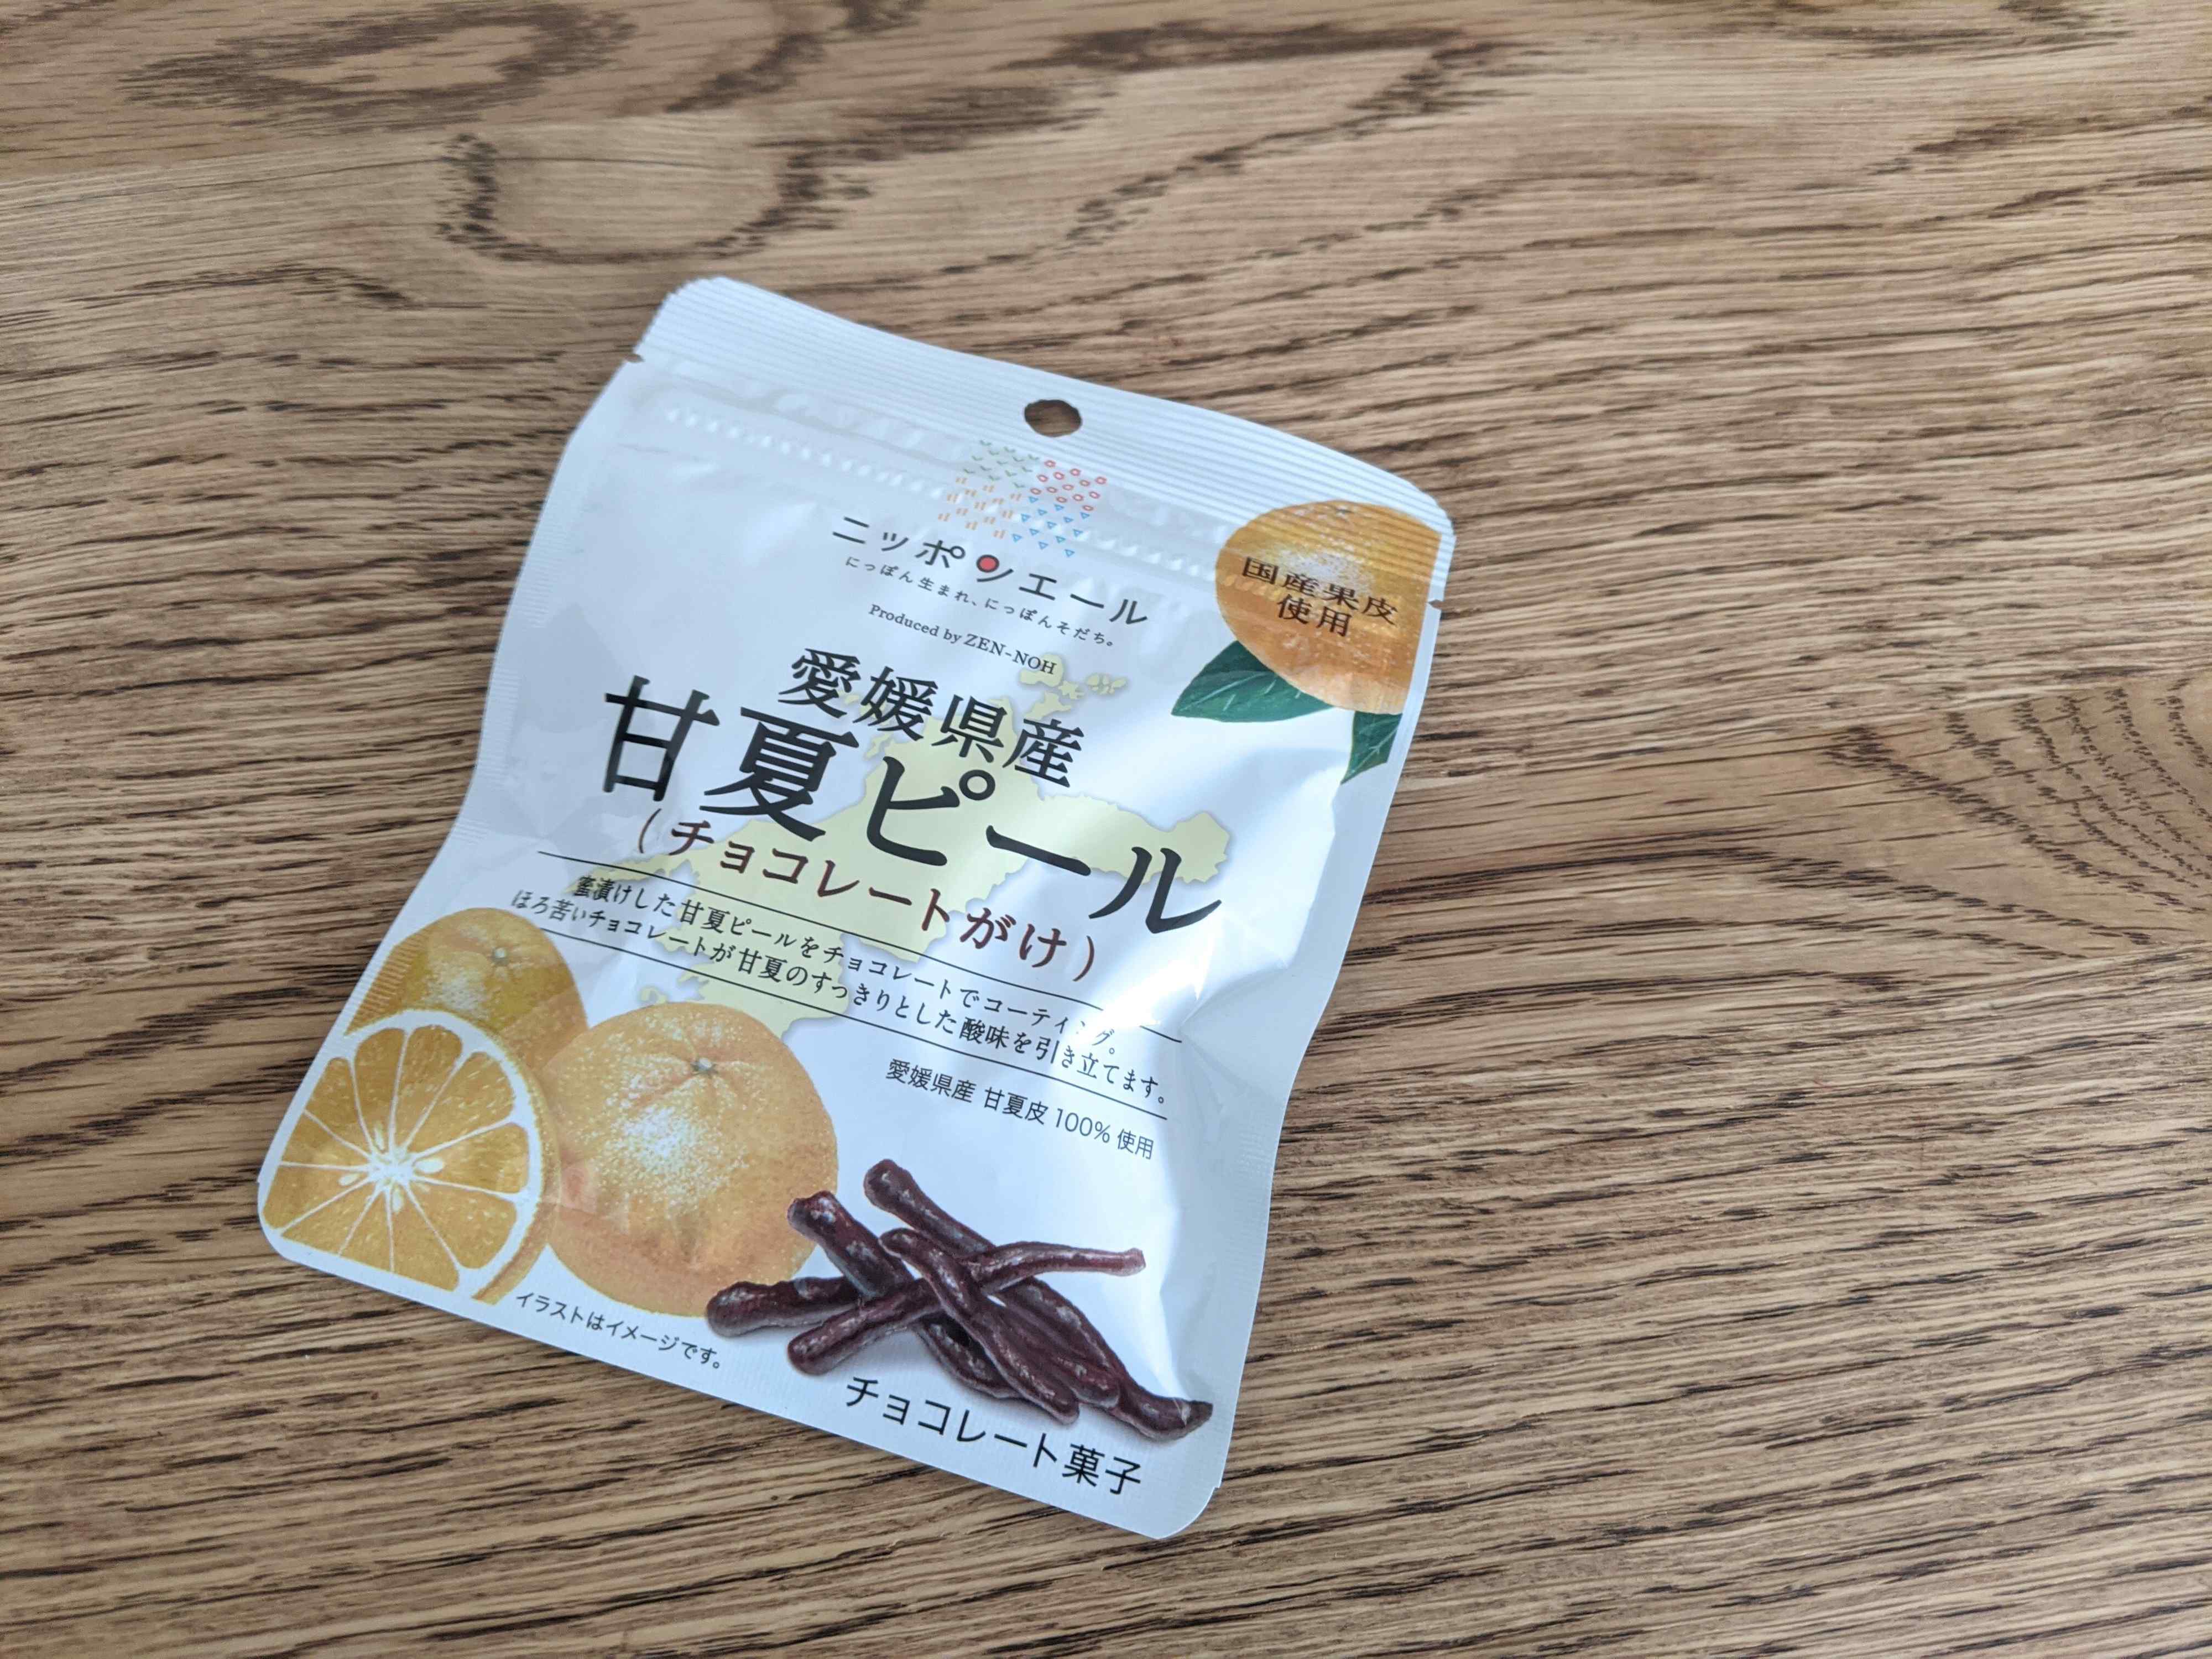 ニッポンエール
にっぽん生まれ、にっぽんそだち。
Produced by ZEN-NOH
国産果皮
使用
愛媛県産
甘夏ピール
（チョコレートがけ）
蜜漬けした甘夏ピールをチョコレートでコーティング。
ほろ苦いチョコレートが甘夏のすっきりとした酸味を引き立てます。
愛媛県産 甘夏皮100%使用
イラストはイメージです。
チョコレート菓子